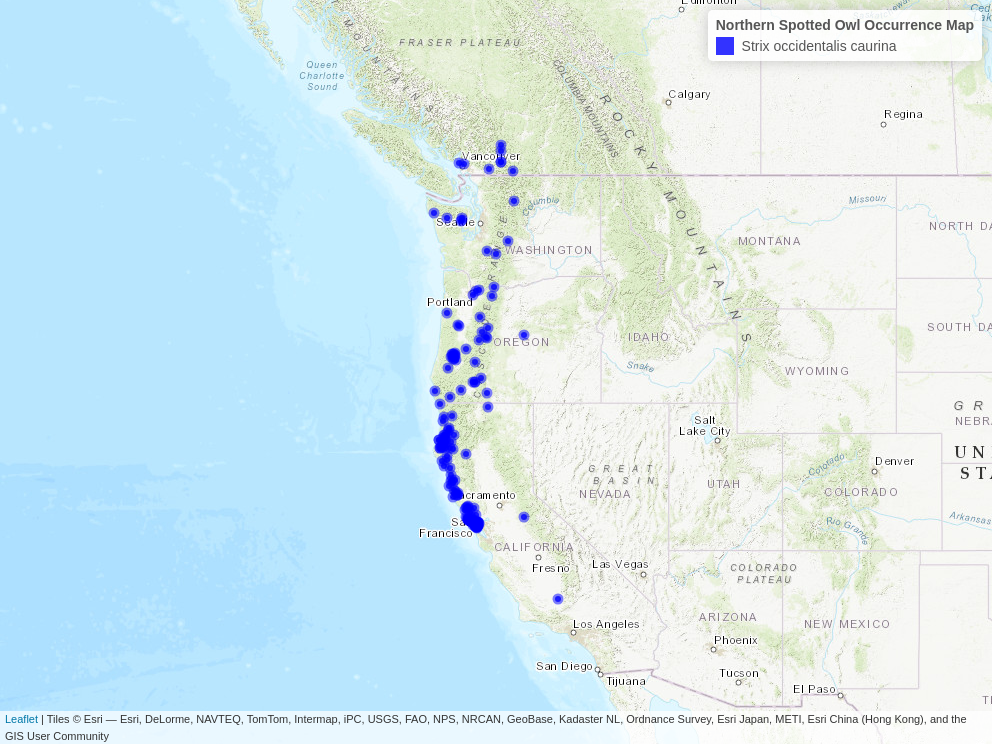 Edmonton
Northern Spotted Owl Occurrence Map
Strix occidentalis caurina
FRASER PLATEAU
MOUNTAINS
Queen
Charlotte
Sound
COLUMBIA MOUNTAINS
ROCKY MOUNTAINS
Calgary
Regina
Vancouver
Columbia
Missouri
Seattle
WASHINGTON
MONTANA
NORTH DA
Portland
OREGON
IDAHO
SOUTH DA
Snake
WYOMING
G R
NEBR
Salt
Lake City
UN
STA
GREAT
BASIN
NEVADA
UTAH
Colorado
Denver
COLORADO
cramento
Sa
Francisco
Rio Grande
Arkansas
CALIFORNIA
Fresno
Las Vegas
COLORADO
PLATEAU
ARIZONA
NEW MEXICO
Los Angeles
Phoenix
San Diego
Tijuana
Tucson
El Paso
Leaflet | Tiles © Esri — Esri, DeLorme, NAVTEQ, TomTom, Intermap, iPC, USGS, FAO, NPS, NRCAN, GeoBase, Kadaster NL, Ordnance Survey, Esri Japan, METI, Esri China (Hong Kong), and the
GIS User Community